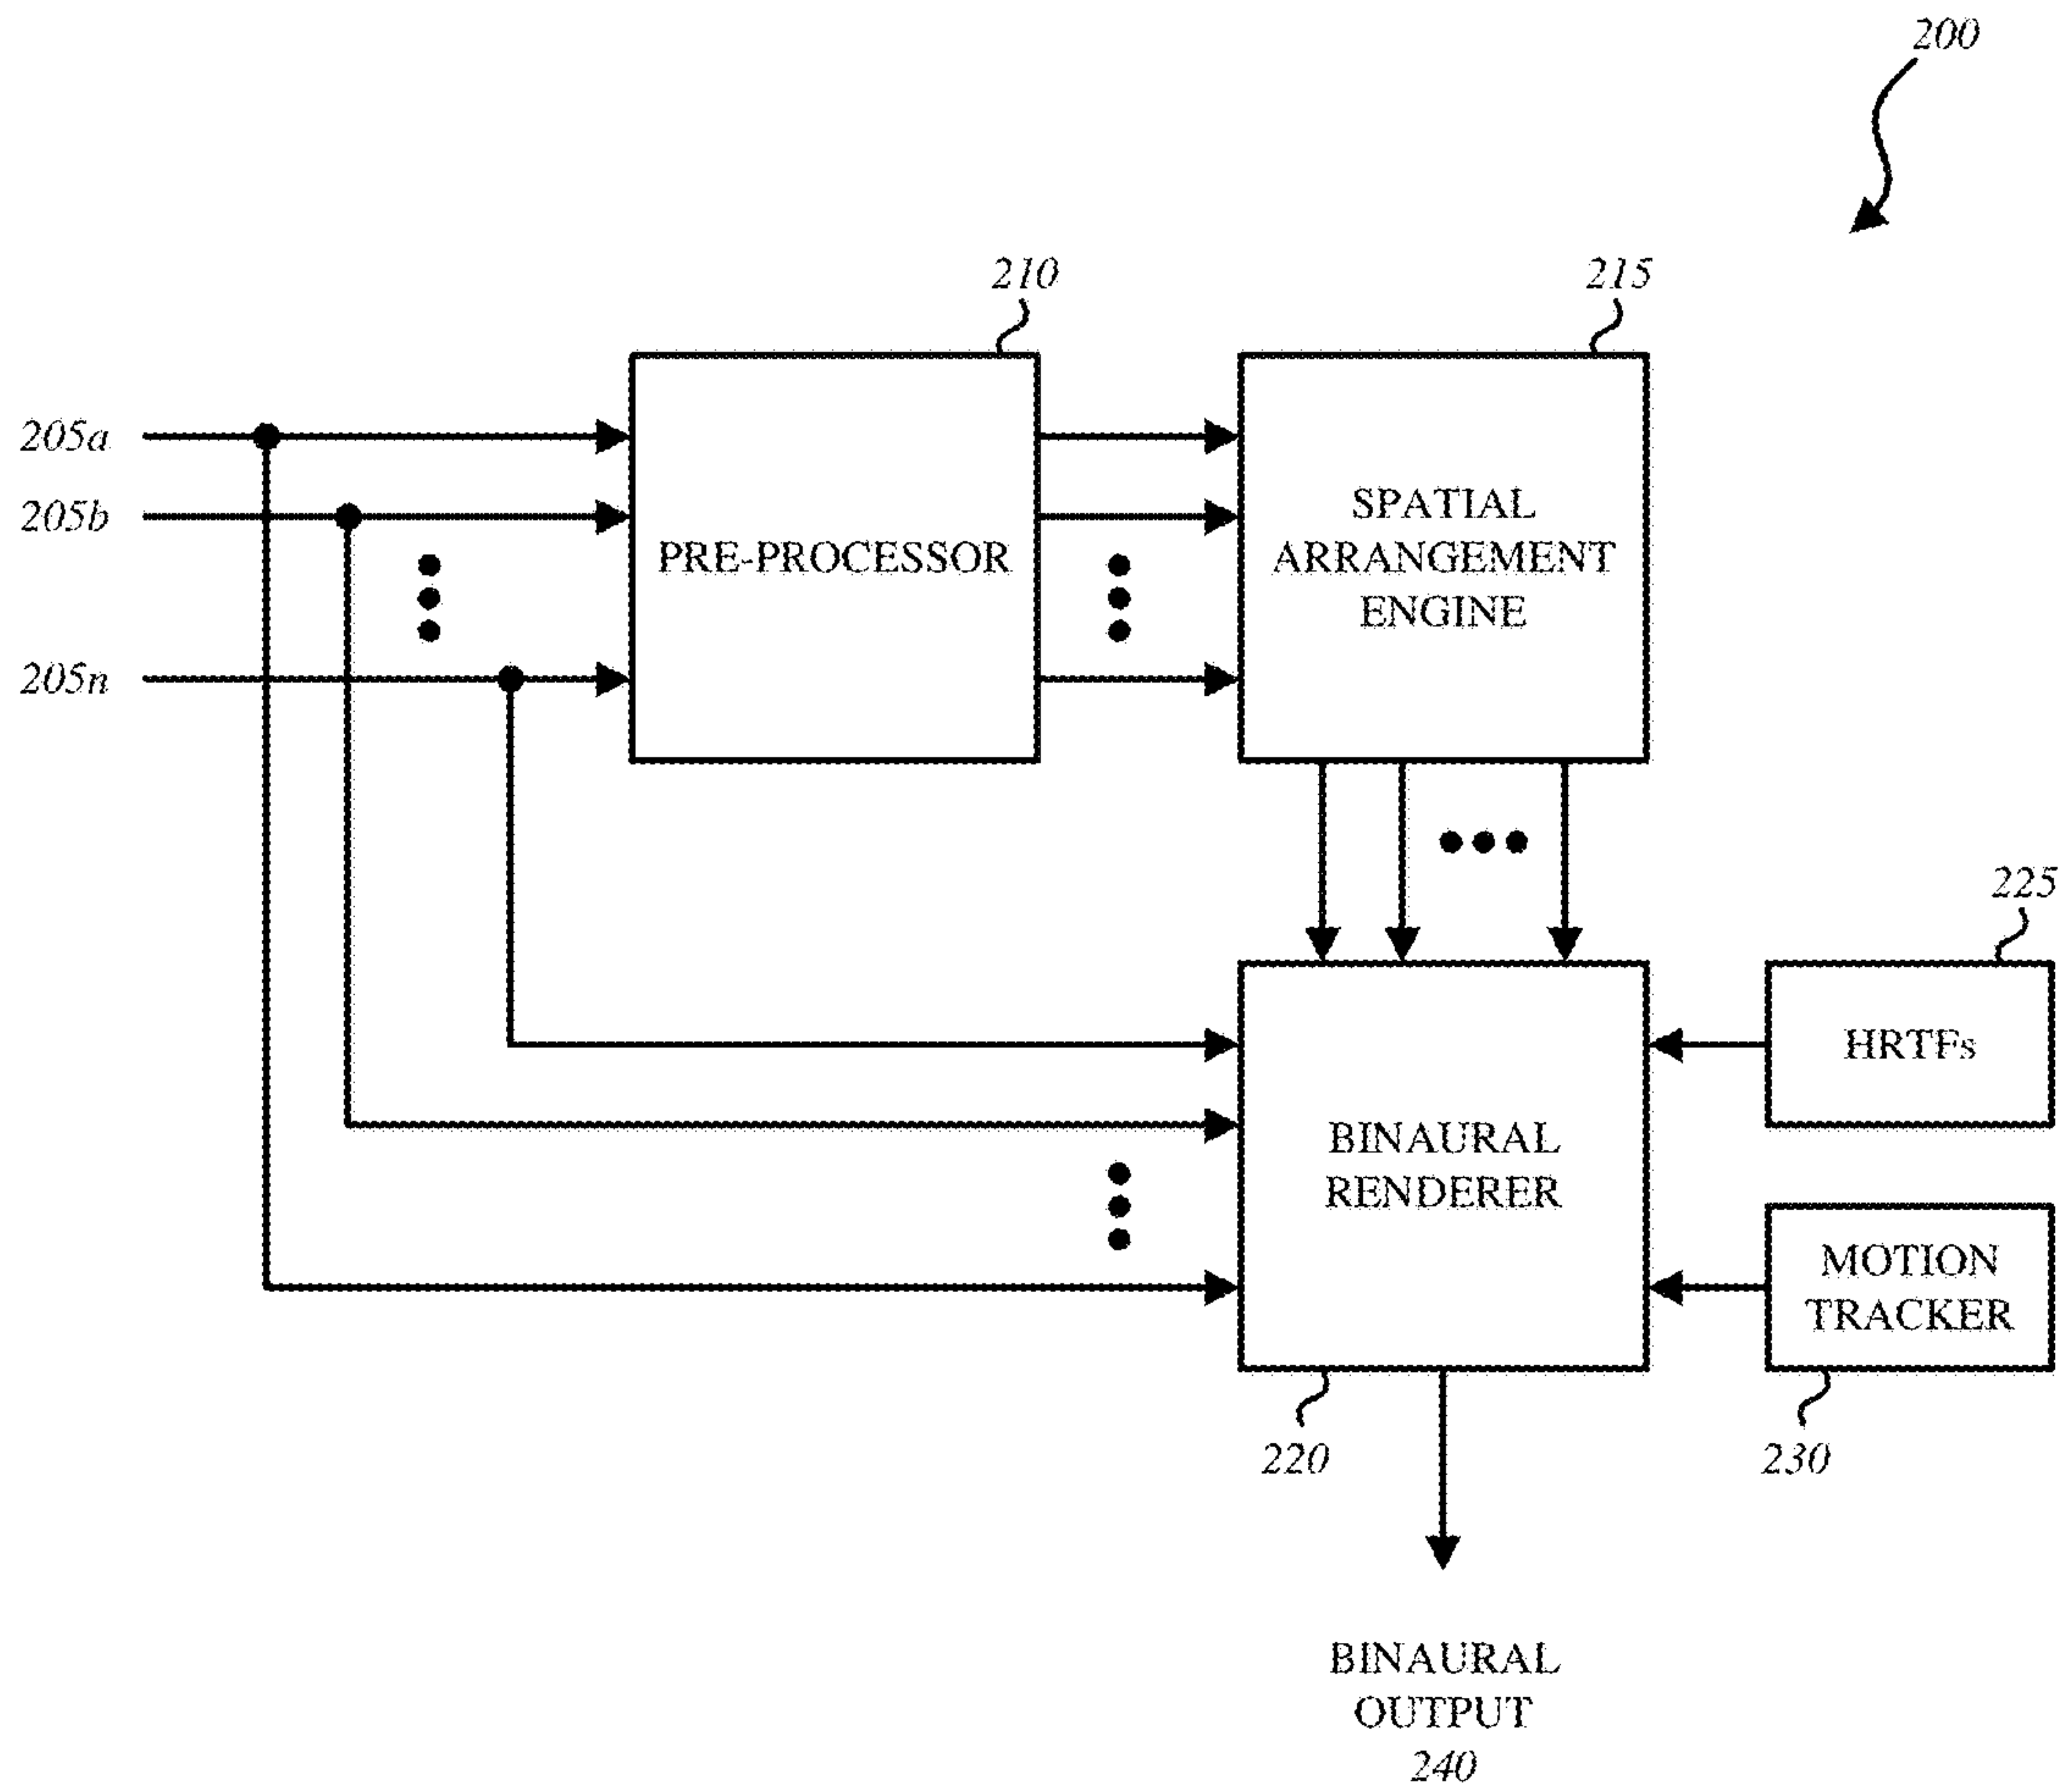 200
210
215
205a
205b
205n
PRE-PROCESSOR
SPATIAL
ARRANGEMENT
ENGINE
225
HRTFs
BINAURAL
RENDERER
MOTION
TRACKER
220
230
BINAURAL
OUTPUT
240